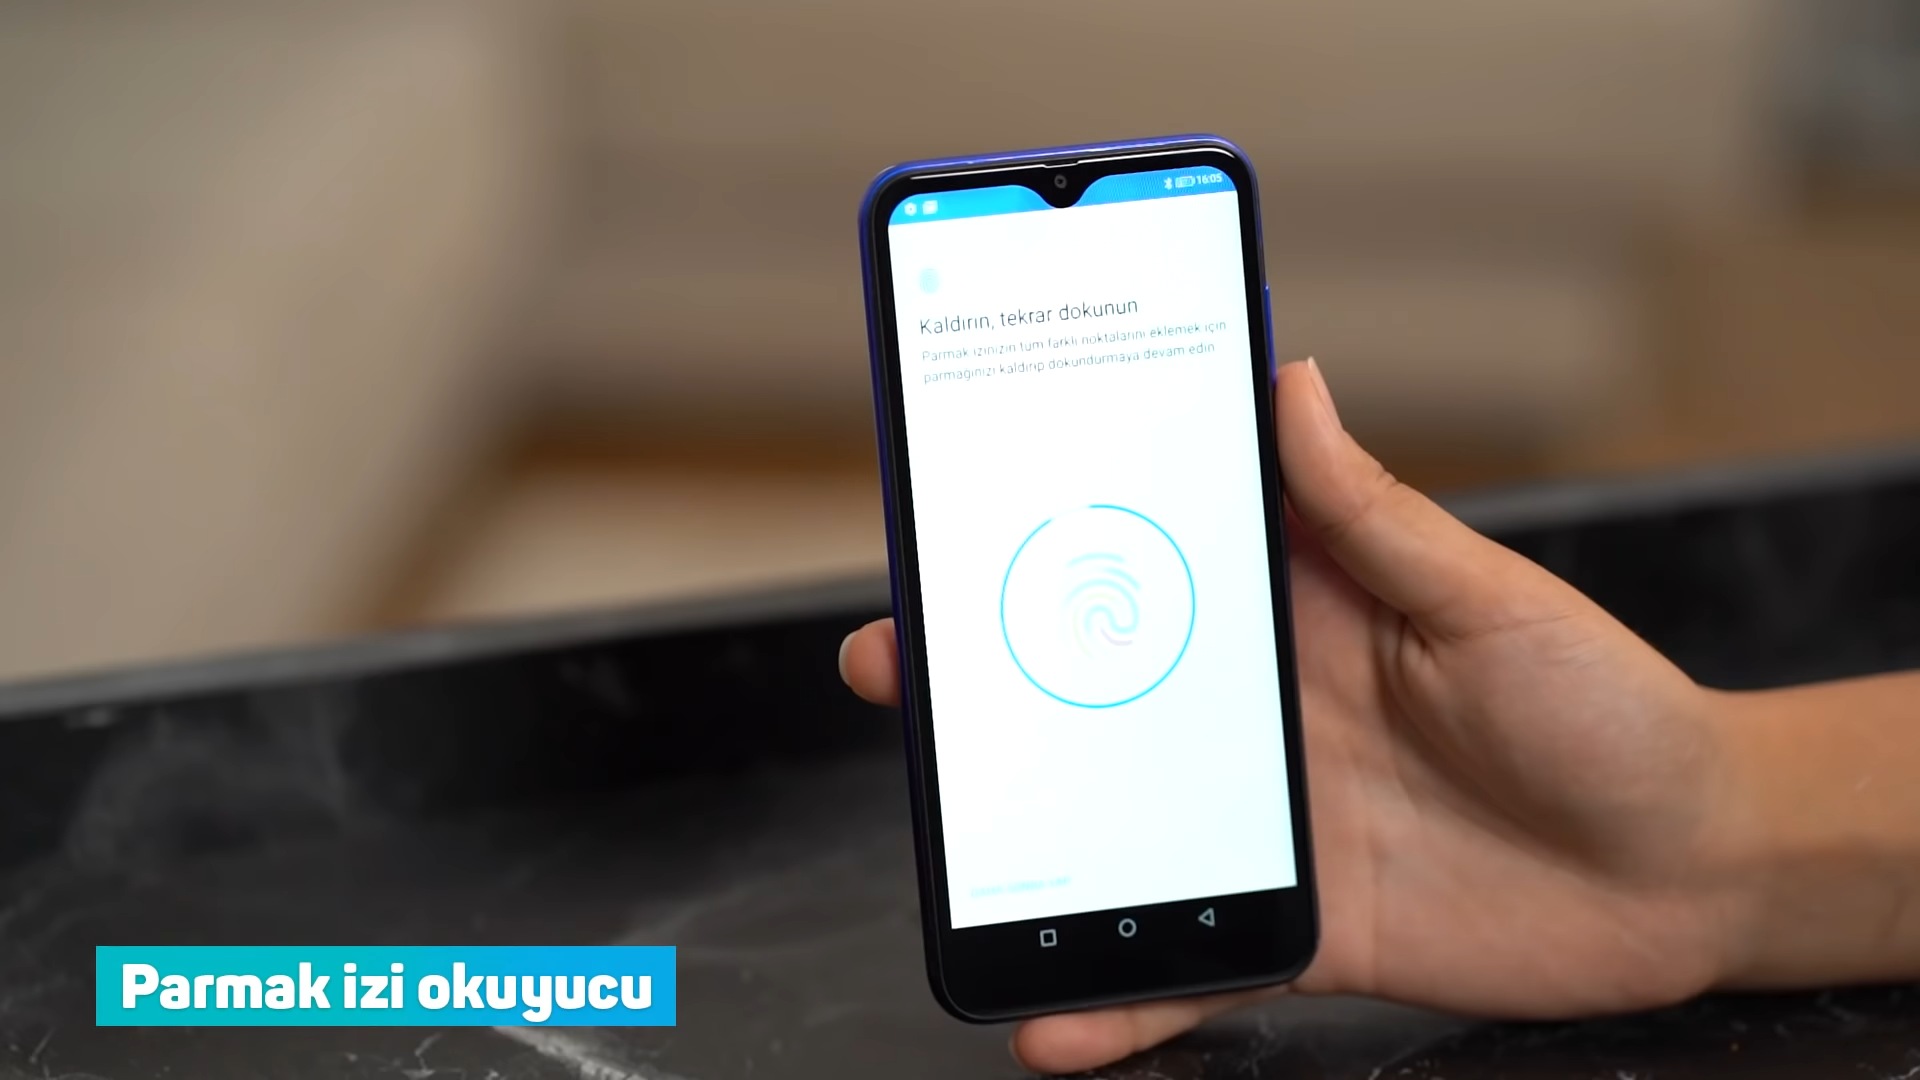 16:05
Kaldırın, tekrar dokunun
Parmak izinizin tüm farklı noktalarını eklemek için
parmağınızı kaldırıp dokundurmaya devam edin
Parmak izi okuyucu